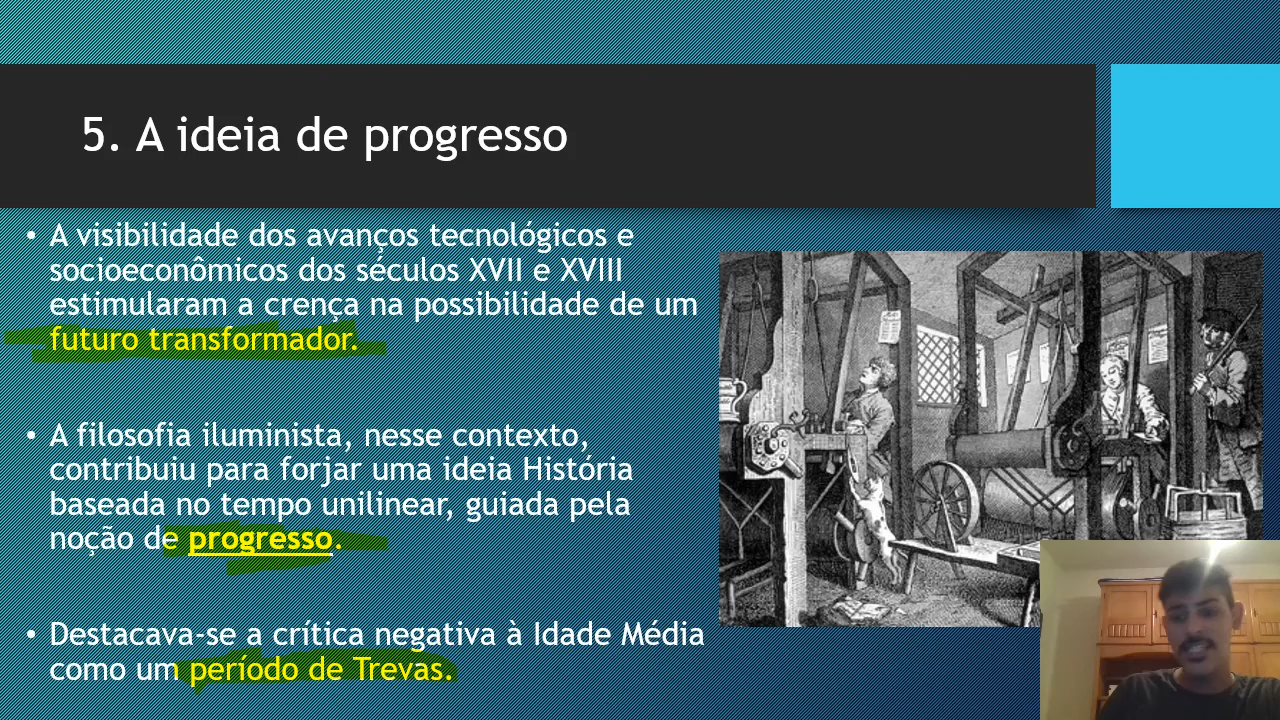 5. A ideia de progresso
• A visibilidade dos avanços tecnológicos e
socioeconômicos dos séculos XVII e XVIII
estimularam a crença na possibilidade de um
futuro transformador.
• A filosofia iluminista, nesse contexto,
contribuiu para forjar uma ideia História
baseada no tempo unilinear, guiada pela
noção de progresso.
• Destacava-se a crítica negativa à Idade Média
como um período de Trevas.